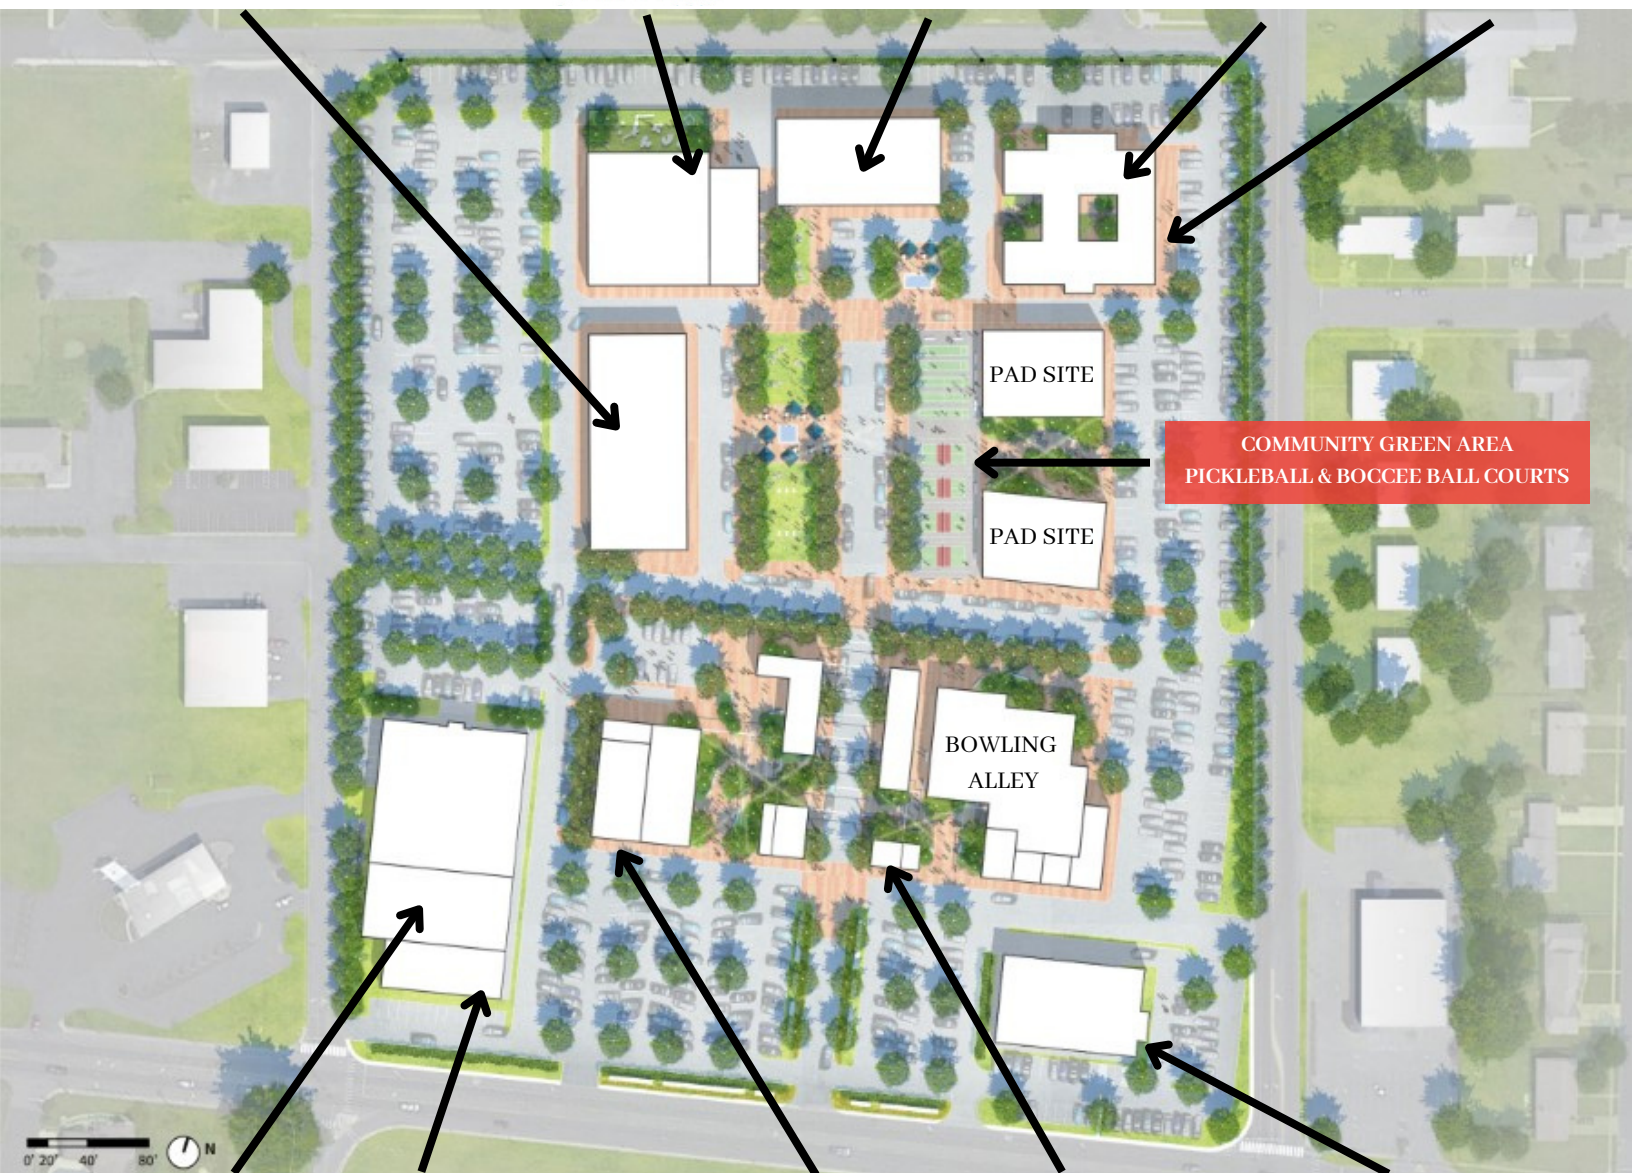 PAD SITE
COMMUNITY GREEN AREA
PICKLEBALL & BOCCEE BALL COURTS
PAD SITE
BOWLING
ALLEY
N
0' 20' 40' 80'